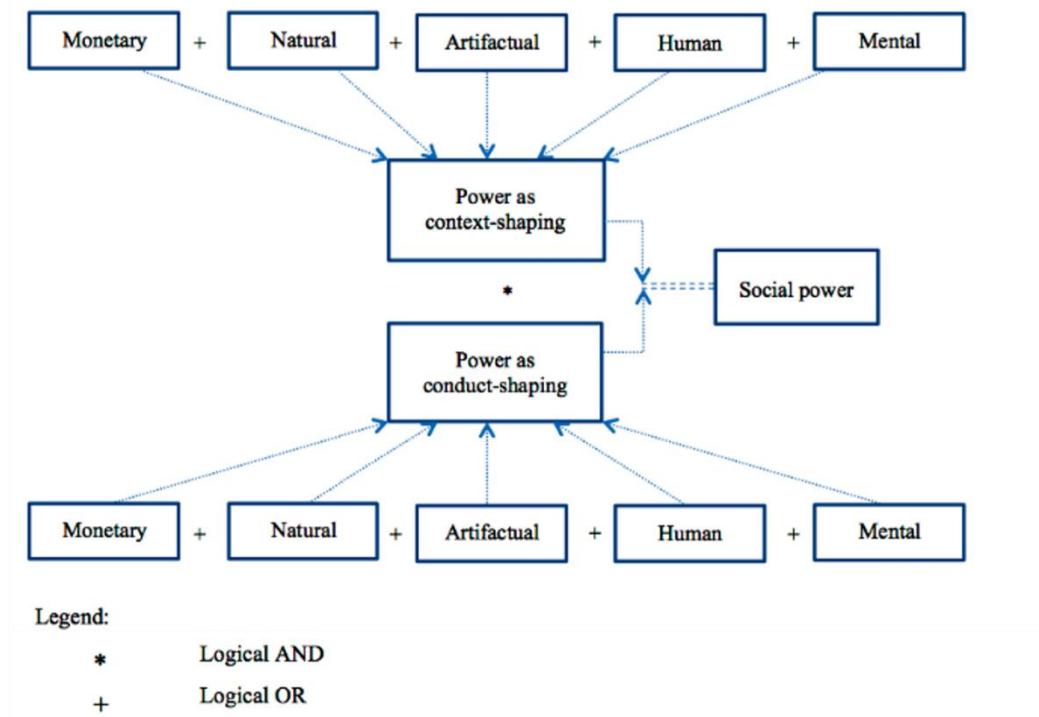 Monetary + Natural + Artifactual + Human + Mental
Power as
context-shaping
*
Social power
Power as
conduct-shaping
Monetary + Natural + Artifactual + Human + Mental
Legend:
* Logical AND
+ Logical OR